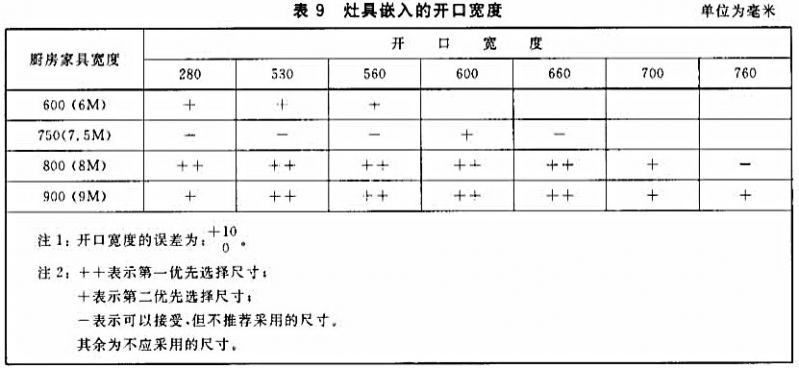 表 9 灶具嵌入的开口宽度 单位为毫米
厨房家具宽度 开口宽度
280 530 560 600 660 700 760
600 (6M) + + +
750(7.5M) − − − + −
800 (8M) ++ ++ ++ ++ ++ + −
900 (9M) + ++ ++ ++ ++ + +
注 1：开口宽度的误差为：+10
0 。
注 2：++表示第一优先选择尺寸；
+表示第二优先选择尺寸；
−表示可以接受，但不推荐采用的尺寸。
其余为不应采用的尺寸。